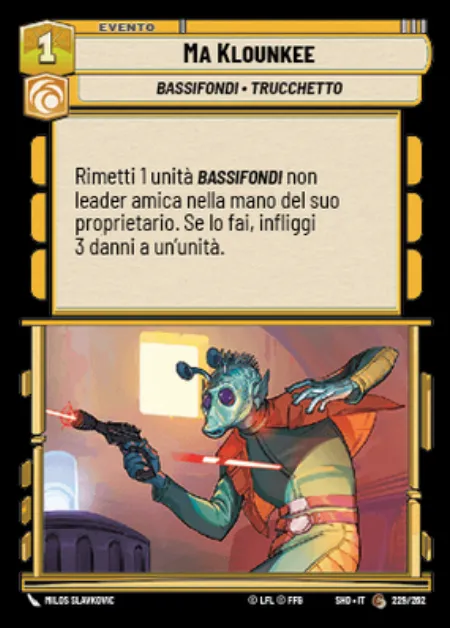 EVENTO
1
MA KLOUNKEE
BASSIFONDI • TRUCCHETTO
Rimetti 1 unità BASSIFONDI non
leader amica nella mano del suo
proprietario. Se lo fai, infliggi
3 danni a un'unità.
MILOS SLAVKOVIC
© LFL © FFG
SHD • IT
C
225/262